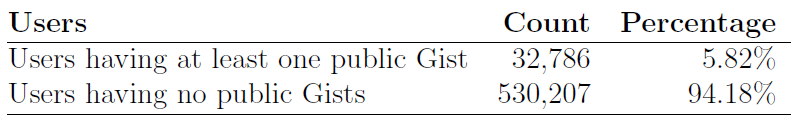 Users Count Percentage
Users having at least one public Gist 32,786 5.82%
Users having no public Gists 530,207 94.18%